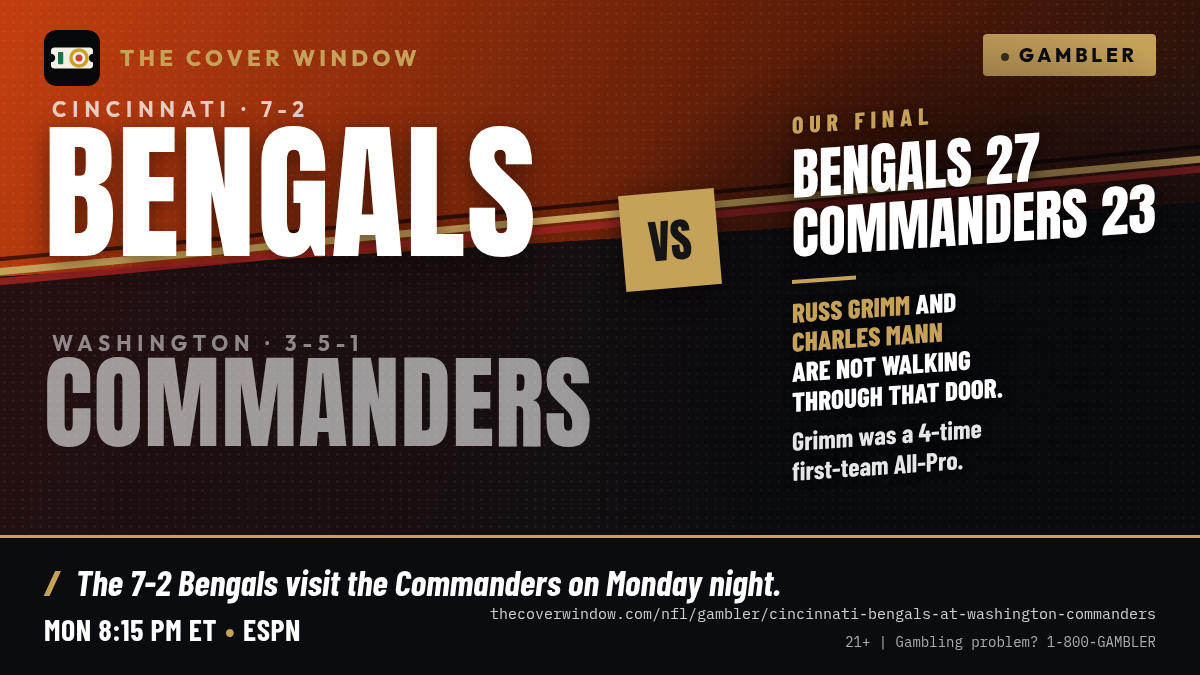 THE COVER WINDOW
• GAMBLER
CINCINNATI · 7-2
BENGALS
VS
WASHINGTON · 3-5-1
COMMANDERS
OUR FINAL
BENGALS 27
COMMANDERS 23
RUSS GRIMM AND
CHARLES MANN
ARE NOT WALKING
THROUGH THAT DOOR.
Grimm was a 4-time
first-team All-Pro.
/ The 7-2 Bengals visit the Commanders on Monday night.
MON 8:15 PM ET • ESPN
thecoverwindow.com/nfl/gambler/cincinnati-bengals-at-washington-commanders
21+ | Gambling problem? 1-800-GAMBLER